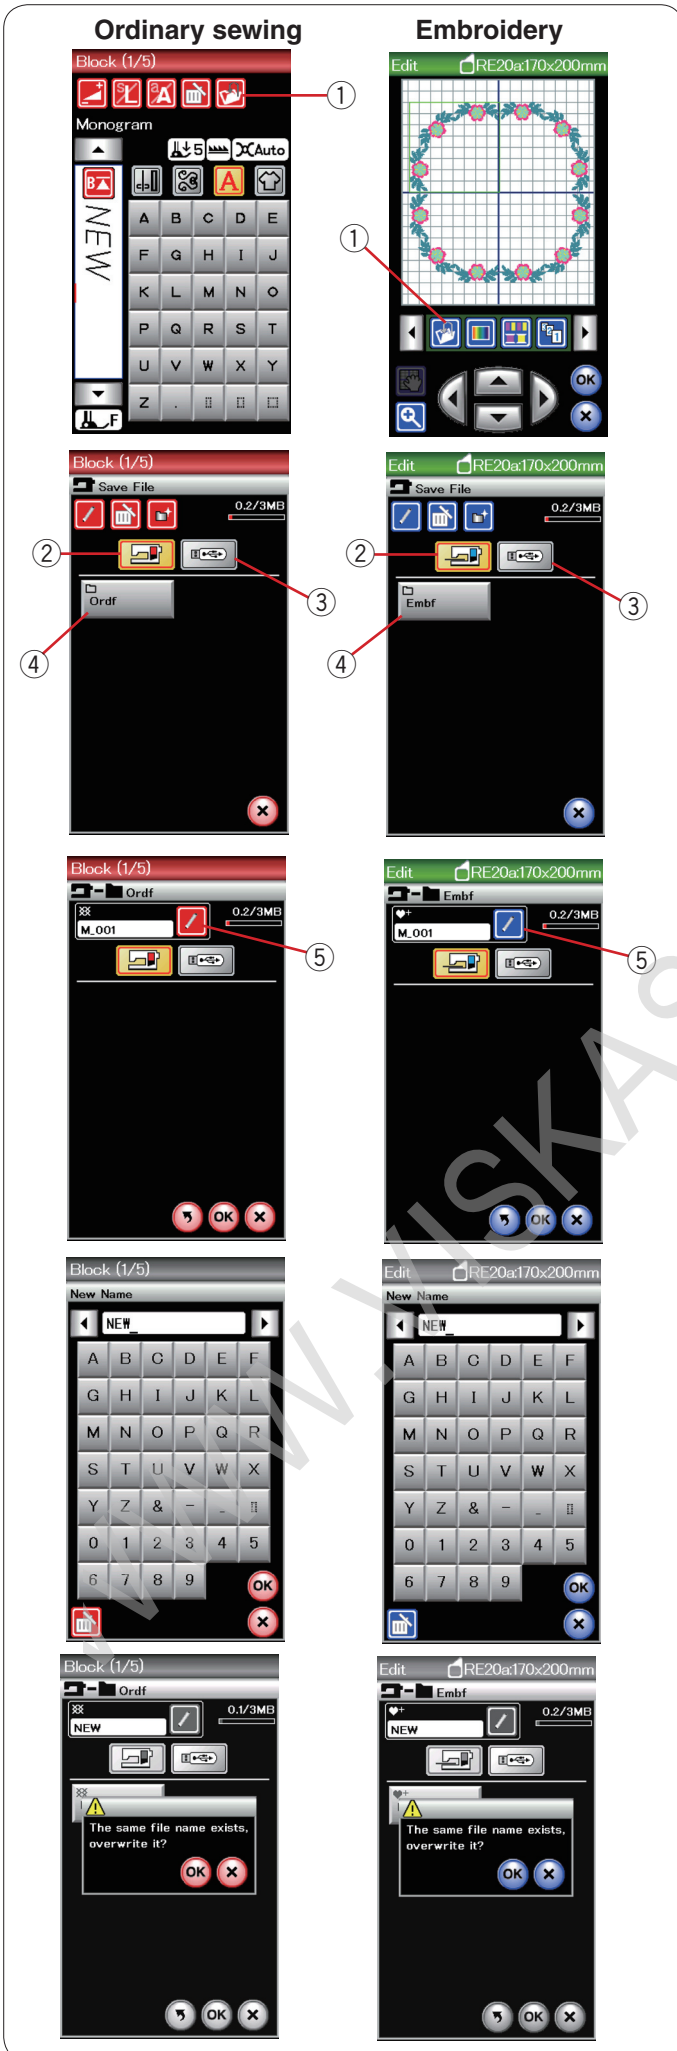 Ordinary sewing
Embroidery
Block (1/5)
Monogram
5
Auto
B
A
NEW
A B C D E
F G H I J
K L M N O
P Q R S T
U V W X Y
Z .
F
1
Edit RE20a:170x200mm
1
OK
Block (1/5)
Save File
0.2/3MB
2
3
Ordf
4
Edit RE20a:170x200mm
Save File
0.2/3MB
2
3
Embf
4
Block (1/5)
Ordf
0.2/3MB
M_001
5
OK
Edit RE20a:170x200mm
Embf
0.2/3MB
M_001
5
OK
Block (1/5)
New Name
NEW_
A B C D E F
G H I J K L
M N O P Q R
S T U V W X
Y Z & - _
0 1 2 3 4 5
6 7 8 9
OK
Edit RE20a:170x200mm
New Name
NEW_
A B C D E F
G H I J K L
M N O P Q R
S T U V W X
Y Z & - _
0 1 2 3 4 5
6 7 8 9
OK
Block (1/5)
Ordf
0.1/3MB
NEW
The same file name exists,
overwrite it?
OK
OK
Edit RE20a:170x200mm
Embf
0.2/3MB
NEW
The same file name exists,
overwrite it?
OK
OK
WWW.VISKAS